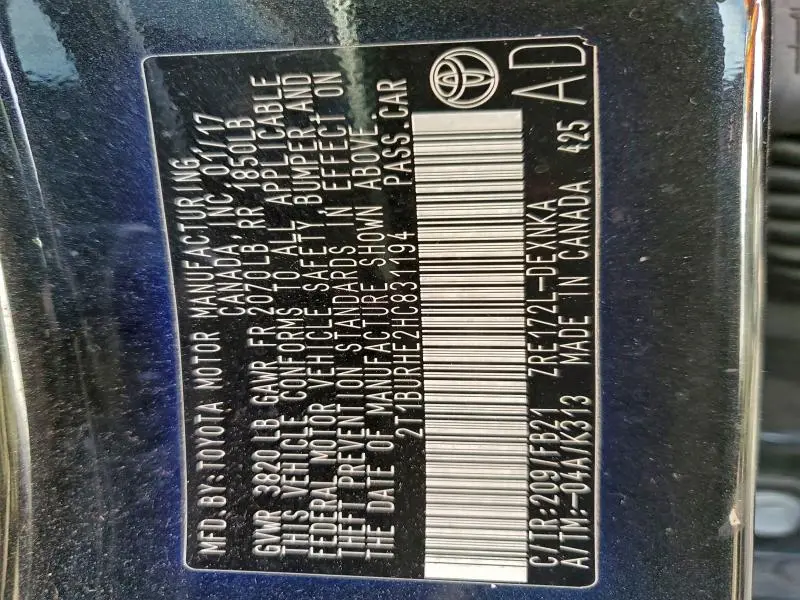 MFD.BY:TOYOTA MOTOR MANUFACTURING
CANADA, INC. 01/17
GVWR 3820 LB GAWR FR 2070LB RR 1850LB
THIS VEHICLE CONFORMS TO ALL APPLICABLE
FEDERAL MOTOR VEHICLE SAFETY, BUMPER, AND
THEFT PREVENTION STANDARDS IN EFFECT ON
THE DATE OF MANUFACTURE SHOWN ABOVE.
2T1BURHE2HC831194 PASS.CAR
C/TR:209/FB21 ZRE172L-DEXNKA
A/TM:-04A/K313 MADE IN CANADA 425
AD